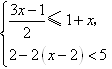 { (3x-1)/2 ⩽ 1+x,
2-2(x-2)<5